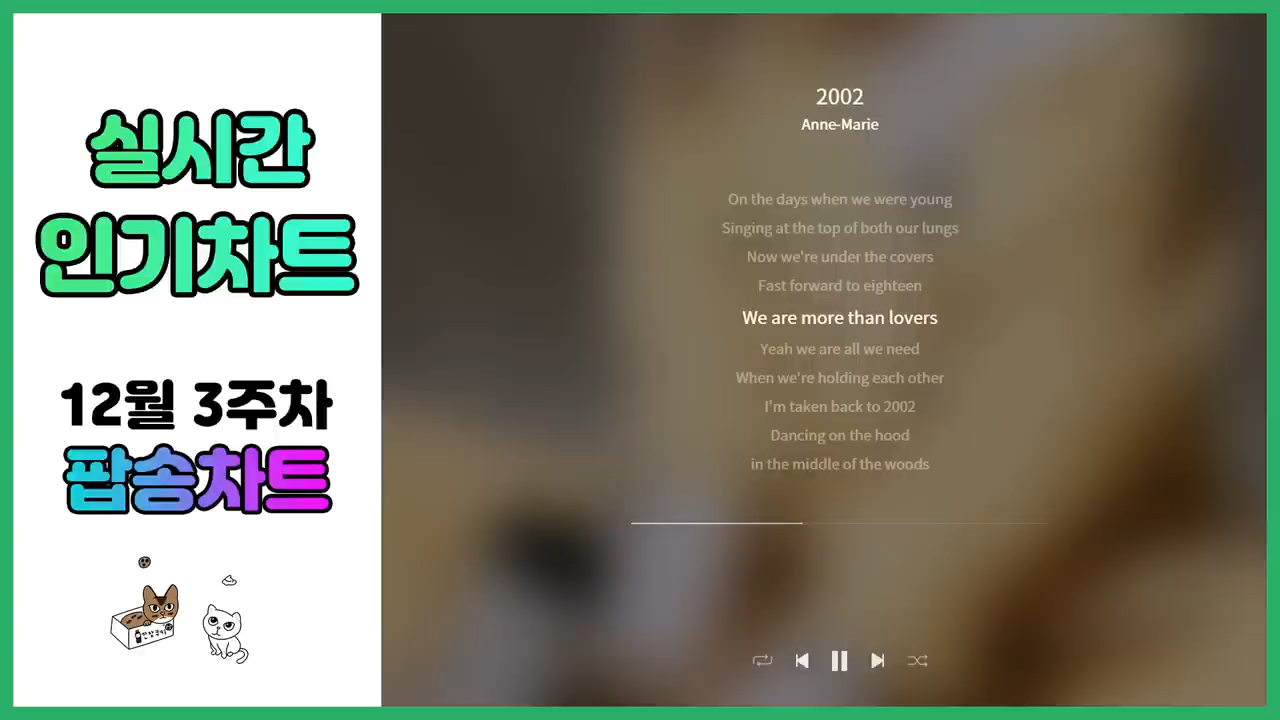 실시간
인기차트
12월 3주차
팝송차트
2002
Anne-Marie
On the days when we were young
Singing at the top of both our lungs
Now we're under the covers
Fast forward to eighteen
We are more than lovers
Yeah we are all we need
When we're holding each other
I'm taken back to 2002
Dancing on the hood
in the middle of the woods